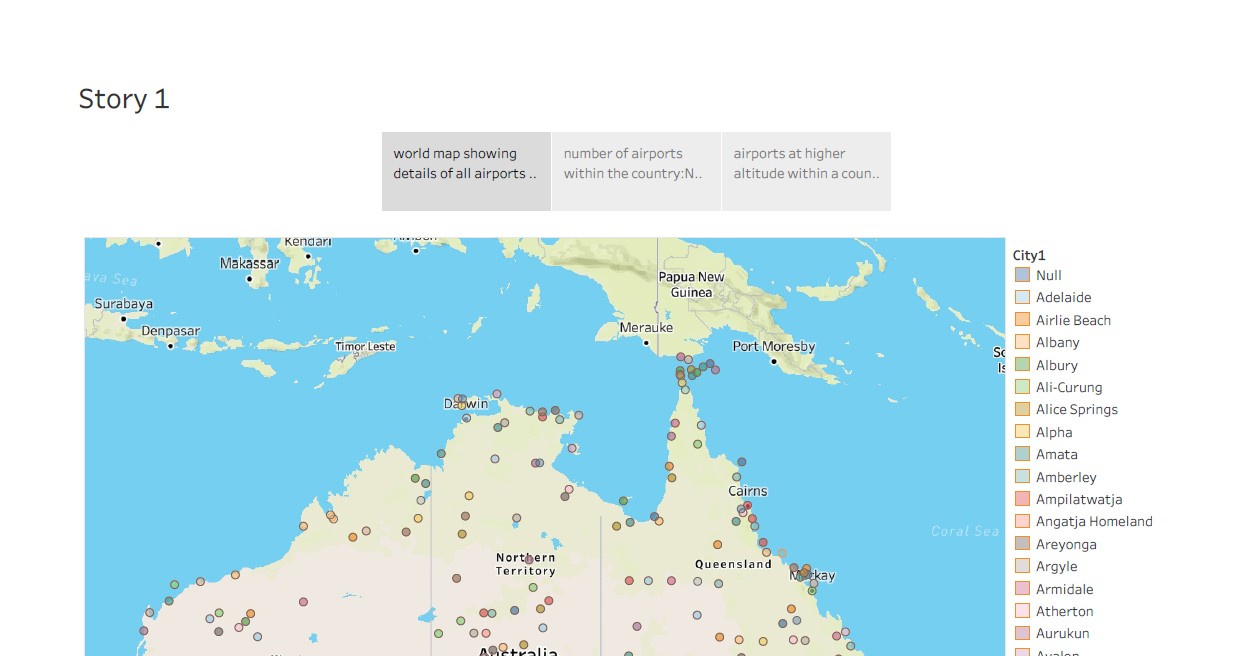 Story 1
world map showing
details of all airports ..
number of airports
within the country:N..
airports at higher
altitude within a coun..
Kendari
Makassar
ava Sea
Surabaya
Denpasar
Timor Leste
Papua New
Guinea
Merauke
Port Moresby
Darwin
Cairns
Coral Sea
Northern
Territory
Queensland
Mackay
Australia
City1
Null
Adelaide
Airlie Beach
Albany
Albury
Ali-Curung
Alice Springs
Alpha
Amata
Amberley
Ampilatwatja
Angatja Homeland
Areyonga
Argyle
Armidale
Atherton
Aurukun
Avalon